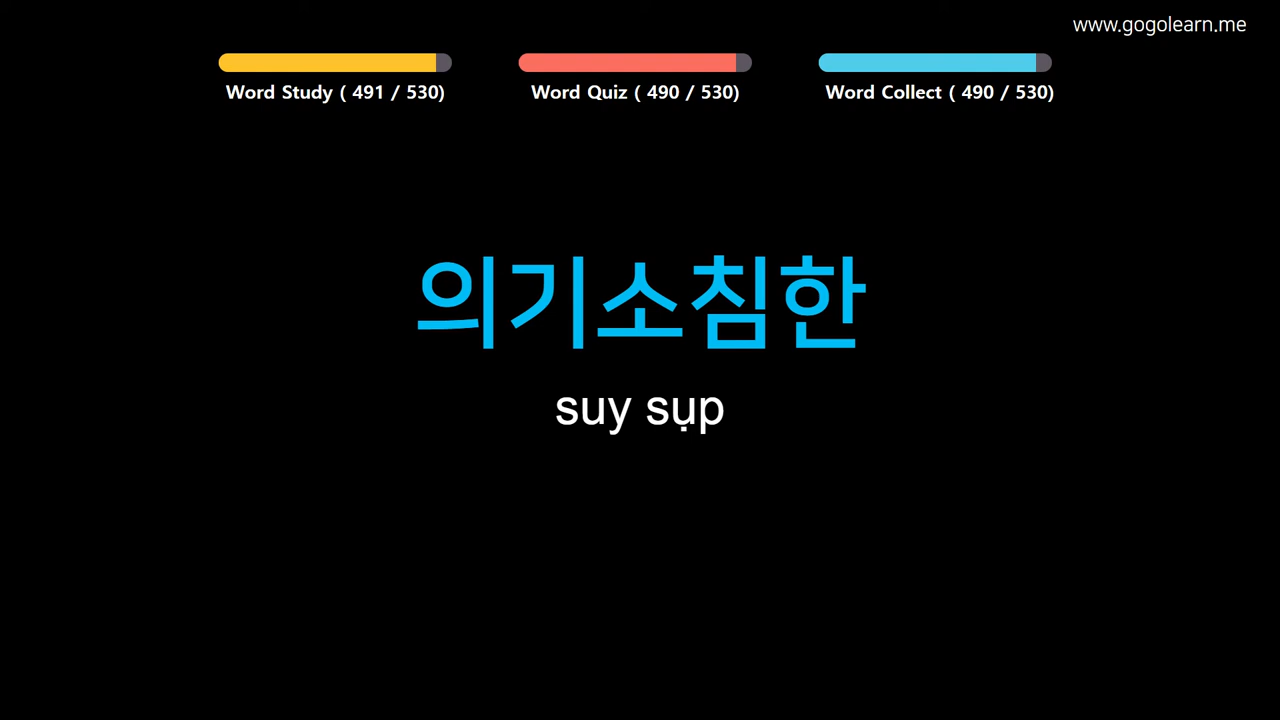 www.gogolearn.me
Word Study ( 491 / 530)
Word Quiz ( 490 / 530)
Word Collect ( 490 / 530)
의기소침한
suy sụp